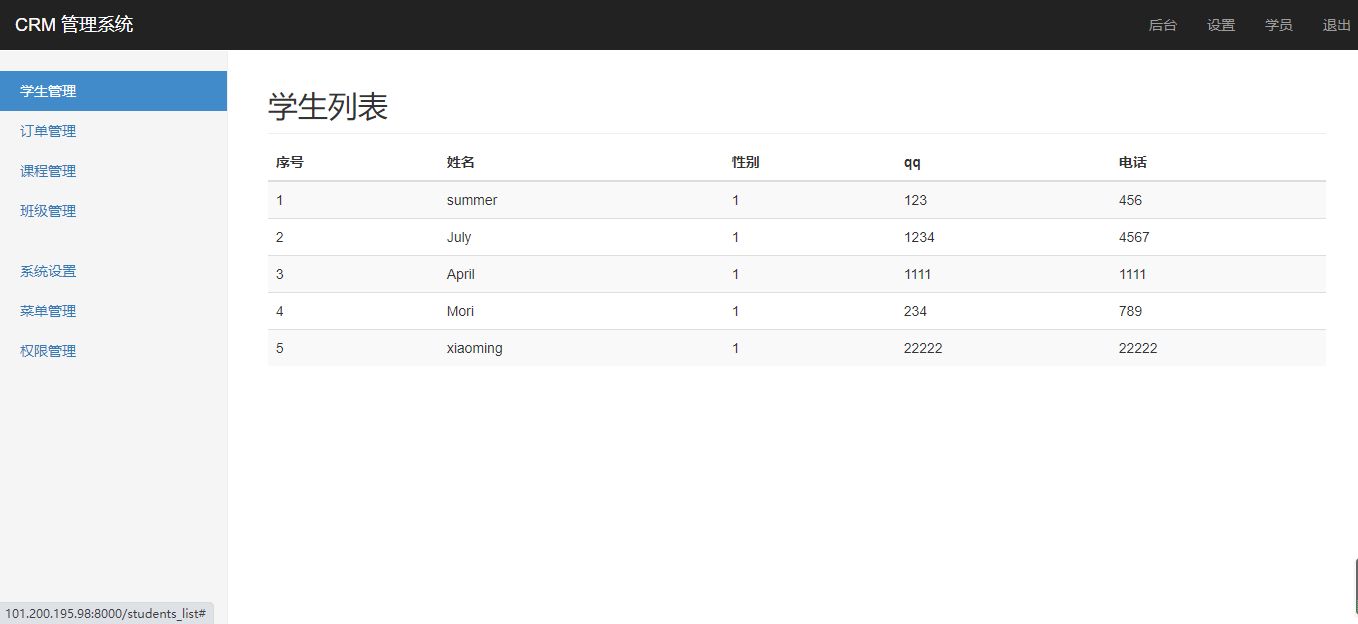 CRM 管理系统 后台 设置 学员 退出
学生管理
订单管理
课程管理
班级管理
系统设置
菜单管理
权限管理
学生列表
序号 姓名 性别 qq 电话
1 summer 1 123 456
2 July 1 1234 4567
3 April 1 1111 1111
4 Mori 1 234 789
5 xiaoming 1 22222 22222
101.200.195.98:8000/students_list#